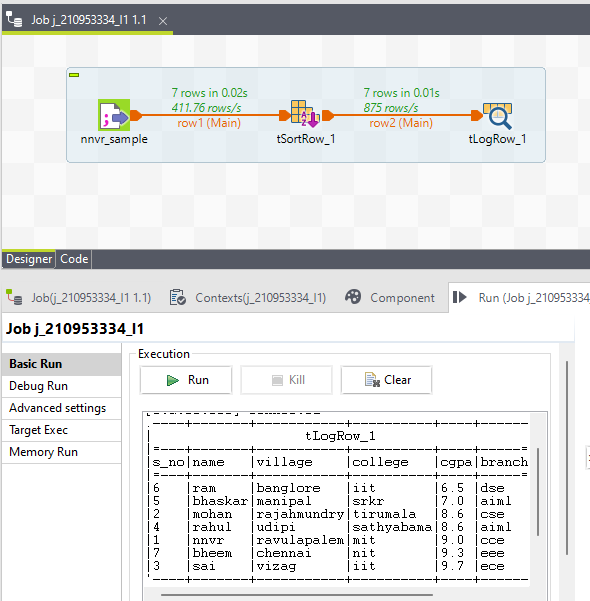 Job j_210953334_l1 1.1
7 rows in 0.02s
411.76 rows/s
row1 (Main)
7 rows in 0.01s
875 rows/s
row2 (Main)
nnvr_sample
tSortRow_1
tLogRow_1
Designer Code
Job(j_210953334_l1 1.1) Contexts(j_210953334_l1) Component Run (Job j_210953334
Job j_210953334_l1
Basic Run
Debug Run
Advanced settings
Target Exec
Memory Run
Execution
Run Kill Clear
tLogRow_1
s_no|name |village |college |cgpa|branch
6 |ram |banglore |iit |6.5 |dse
5 |bhaskar|manipal |srkr |7.0 |aiml
2 |mohan |rajahmundry|tirumala |8.6 |cse
4 |rahul |udipi |sathyabama|8.6 |aiml
1 |nnvr |ravulapalem|mit |9.0 |cce
7 |bheem |chennai |nit |9.3 |eee
3 |sai |vizag |iit |9.7 |ece